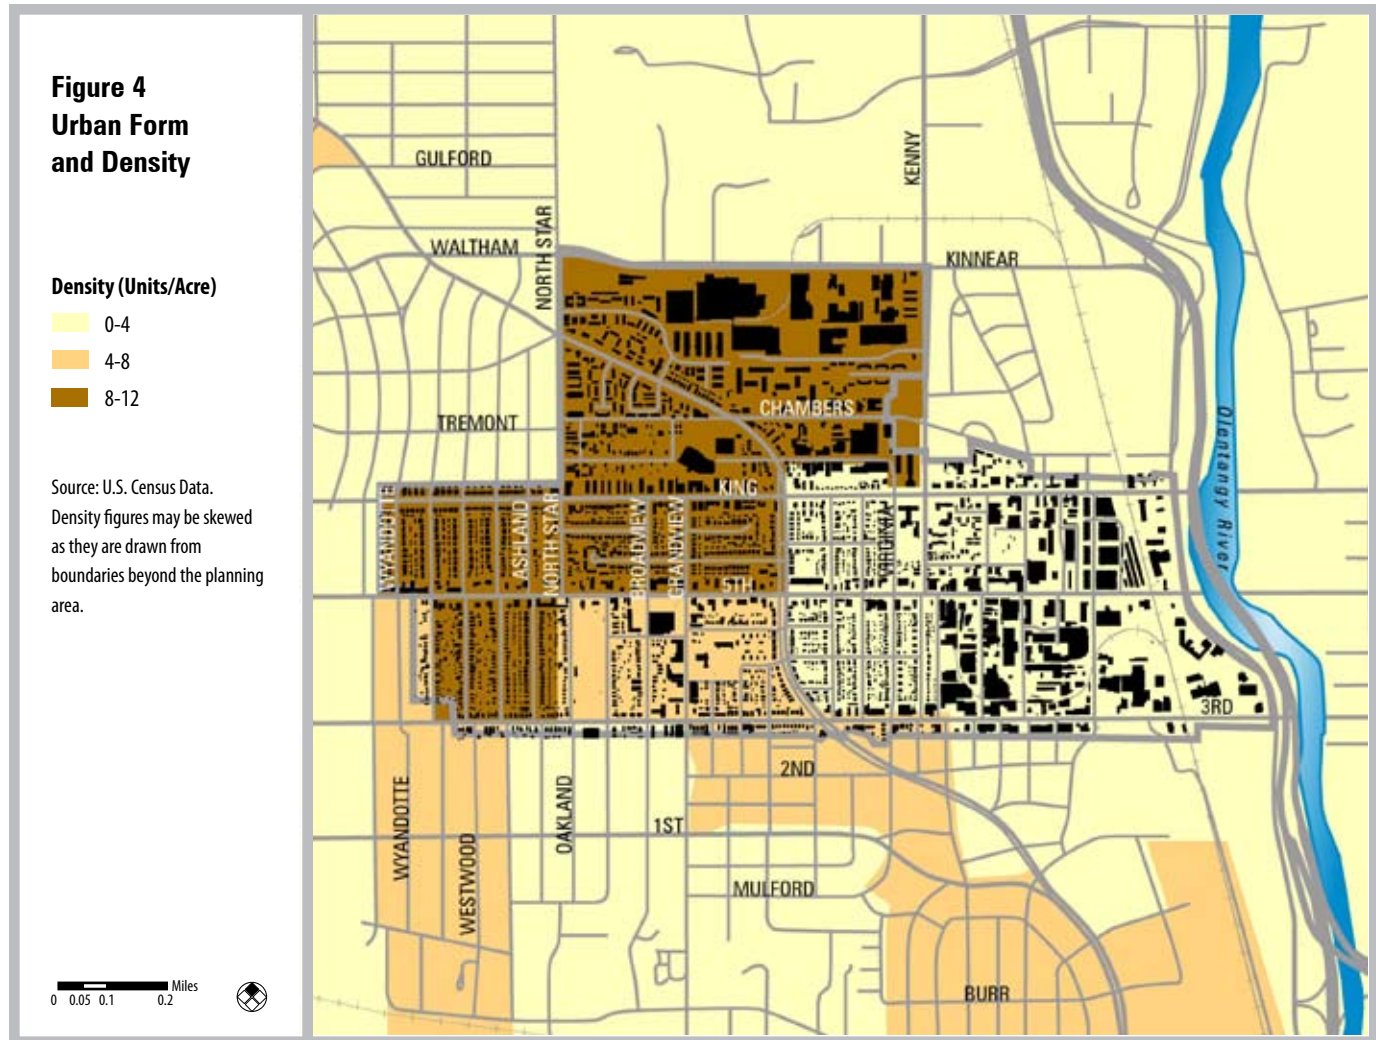 Figure 4
Urban Form
and Density
Density (Units/Acre)
0-4
4-8
8-12
Source: U.S. Census Data.
Density figures may be skewed
as they are drawn from
boundaries beyond the planning
area.
0 0.05 0.1 0.2 Miles
GULFORD
KENNY
NORTH STAR
WALTHAM
KINNEAR
TREMONT
CHAMBERS
Olentangy River
KING
WYANDOTTE
ASHLAND
NORTH STAR
BROADVIEW
GRANDVIEW
VIRGINIA
5TH
3RD
2ND
WYANDOTTE
WESTWOOD
OAKLAND
1ST
MULFORD
BURR